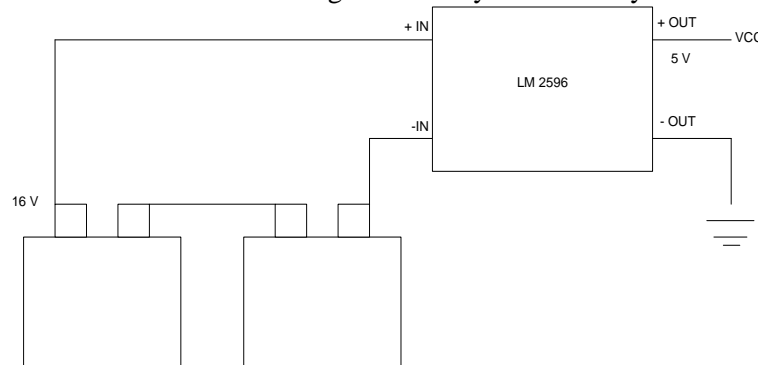 + IN
+ OUT
VCC
5 V
LM 2596
-IN
- OUT
16 V